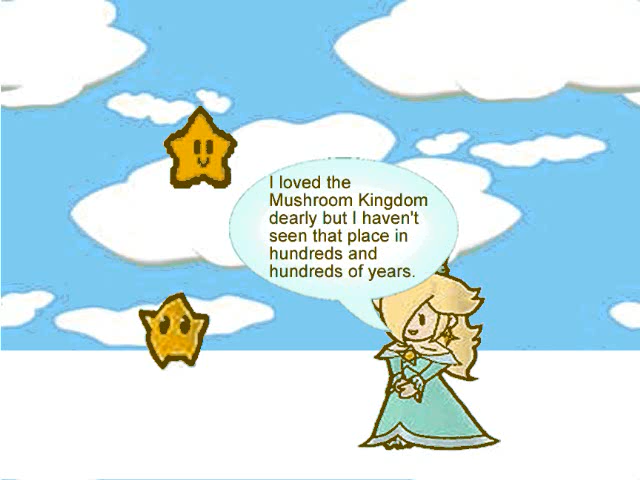 I loved the
Mushroom Kingdom
dearly but I haven't
seen that place in
hundreds and
hundreds of years.